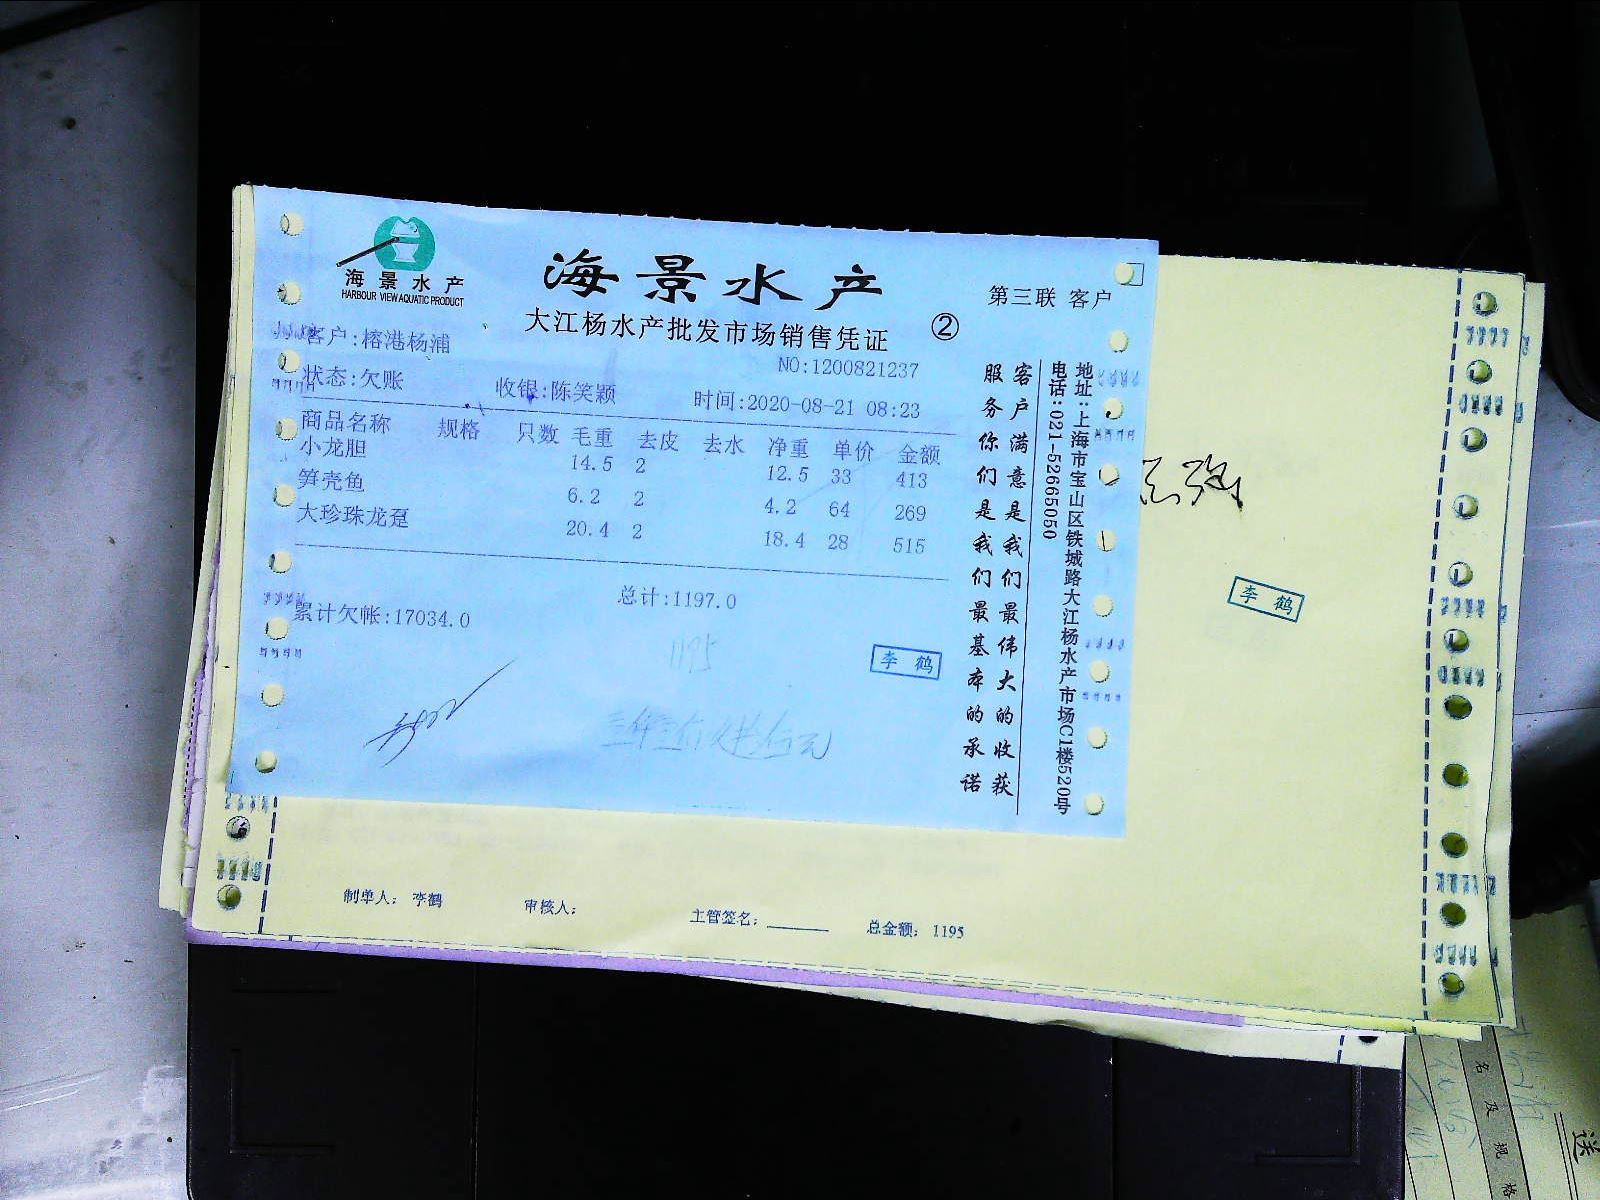 海景水产
HARBOUR VIEW AQUATIC PRODUCT
海景水产
大江杨水产批发市场销售凭证
②
第三联 客户
客户:榕港杨浦
NO:1200821237
状态:欠账 收银:陈笑颖 时间:2020-08-21 08:23
商品名称 规格 只数 毛重 去皮 去水 净重 单价 金额
小龙胆 14.5 2 12.5 33 413
笋壳鱼 6.2 2 4.2 64 269
大珍珠龙趸 20.4 2 18.4 28 515
总计:1197.0
累计欠帐:17034.0
1195
李鹤
客户满意是我们最伟大的收获
服务你们是我们最基本的承诺
地址:上海市宝山区铁城路大江杨水产市场C1楼520号
电话:021-52665050
李鹤
制单人: 李鹤 审核人: 主管签名: 总金额: 1195
名及规格
送